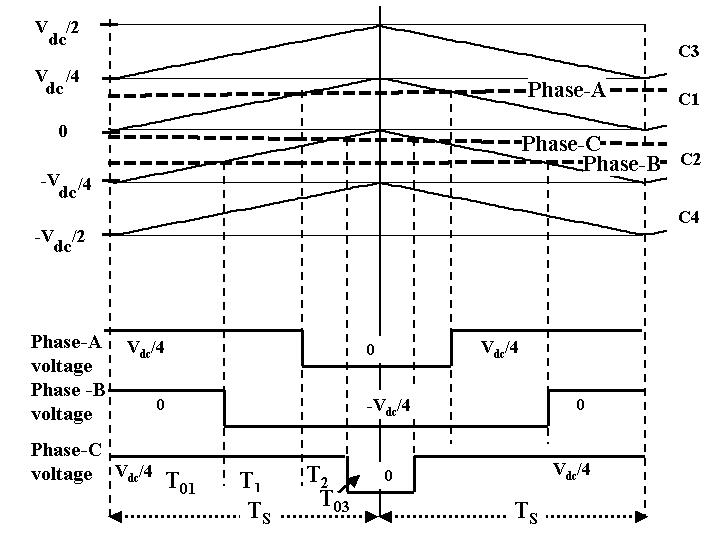 Vdc/2
C3
Vdc/4
Phase-A
C1
0
Phase-C
C2
Phase-B
-Vdc/4
C4
-Vdc/2
Phase-A voltage
Vdc/4
0
Vdc/4
Phase -B voltage
0
-Vdc/4
0
Phase-C voltage
Vdc/4
T01
T1
T2
T03
0
Vdc/4
TS
TS